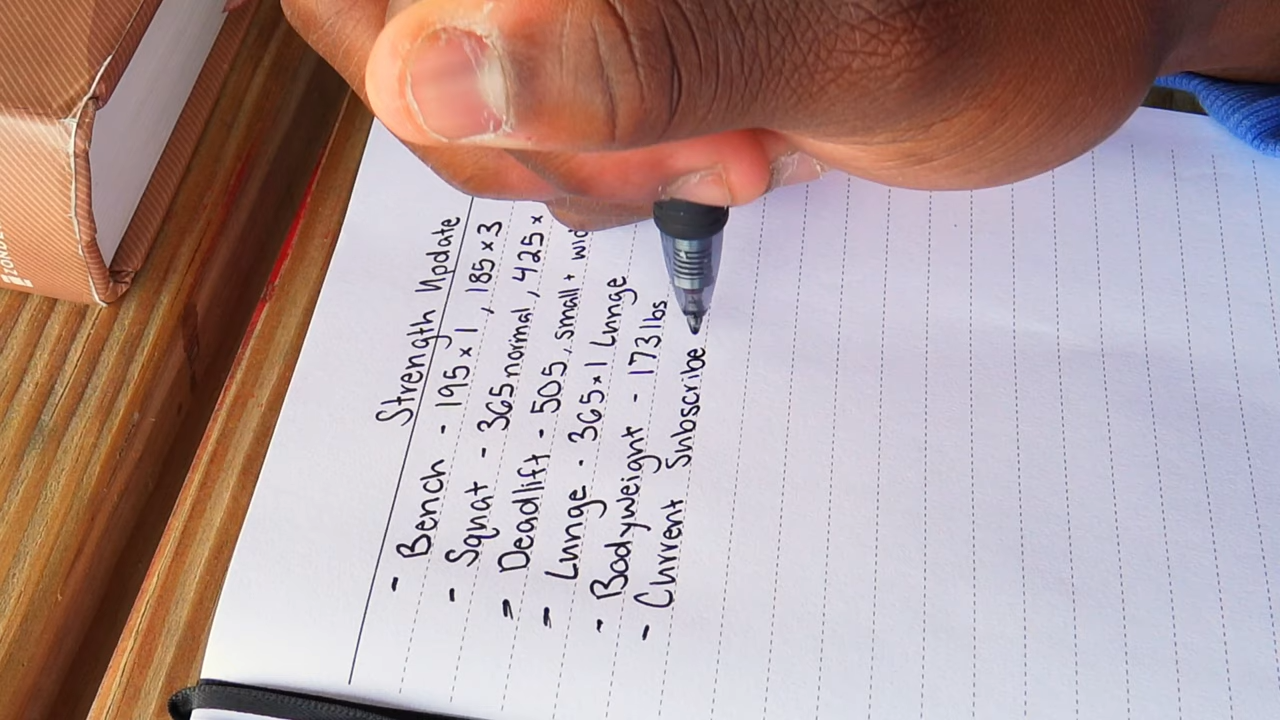 Strength Update
- Bench - 195 x 1, 185 x 3
- Squat - 365 normal, 425 x
- Deadlift - 505, small +
- Lunge - 365 x 1 Lunge
- Bodyweight - 173 lbs
- Current Subscribe